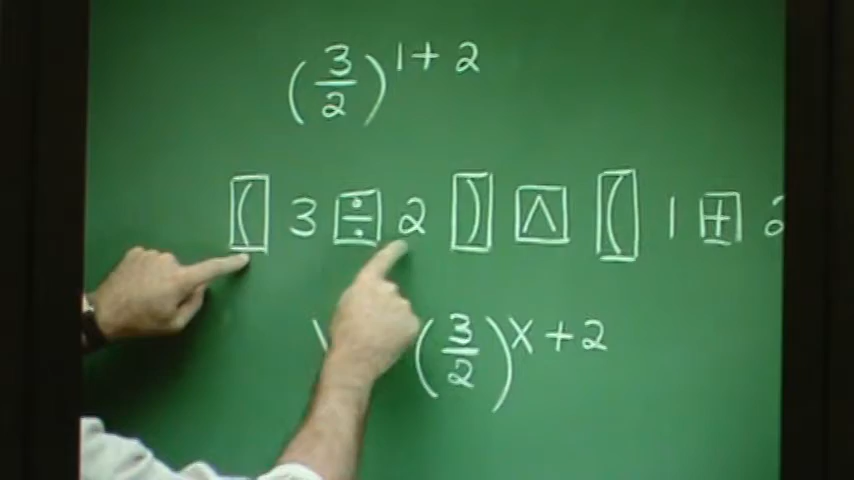 (3/2)^{1+2}
( 3 ÷ 2 ) ^ ( 1 + 2
(3/2)^{x+2}